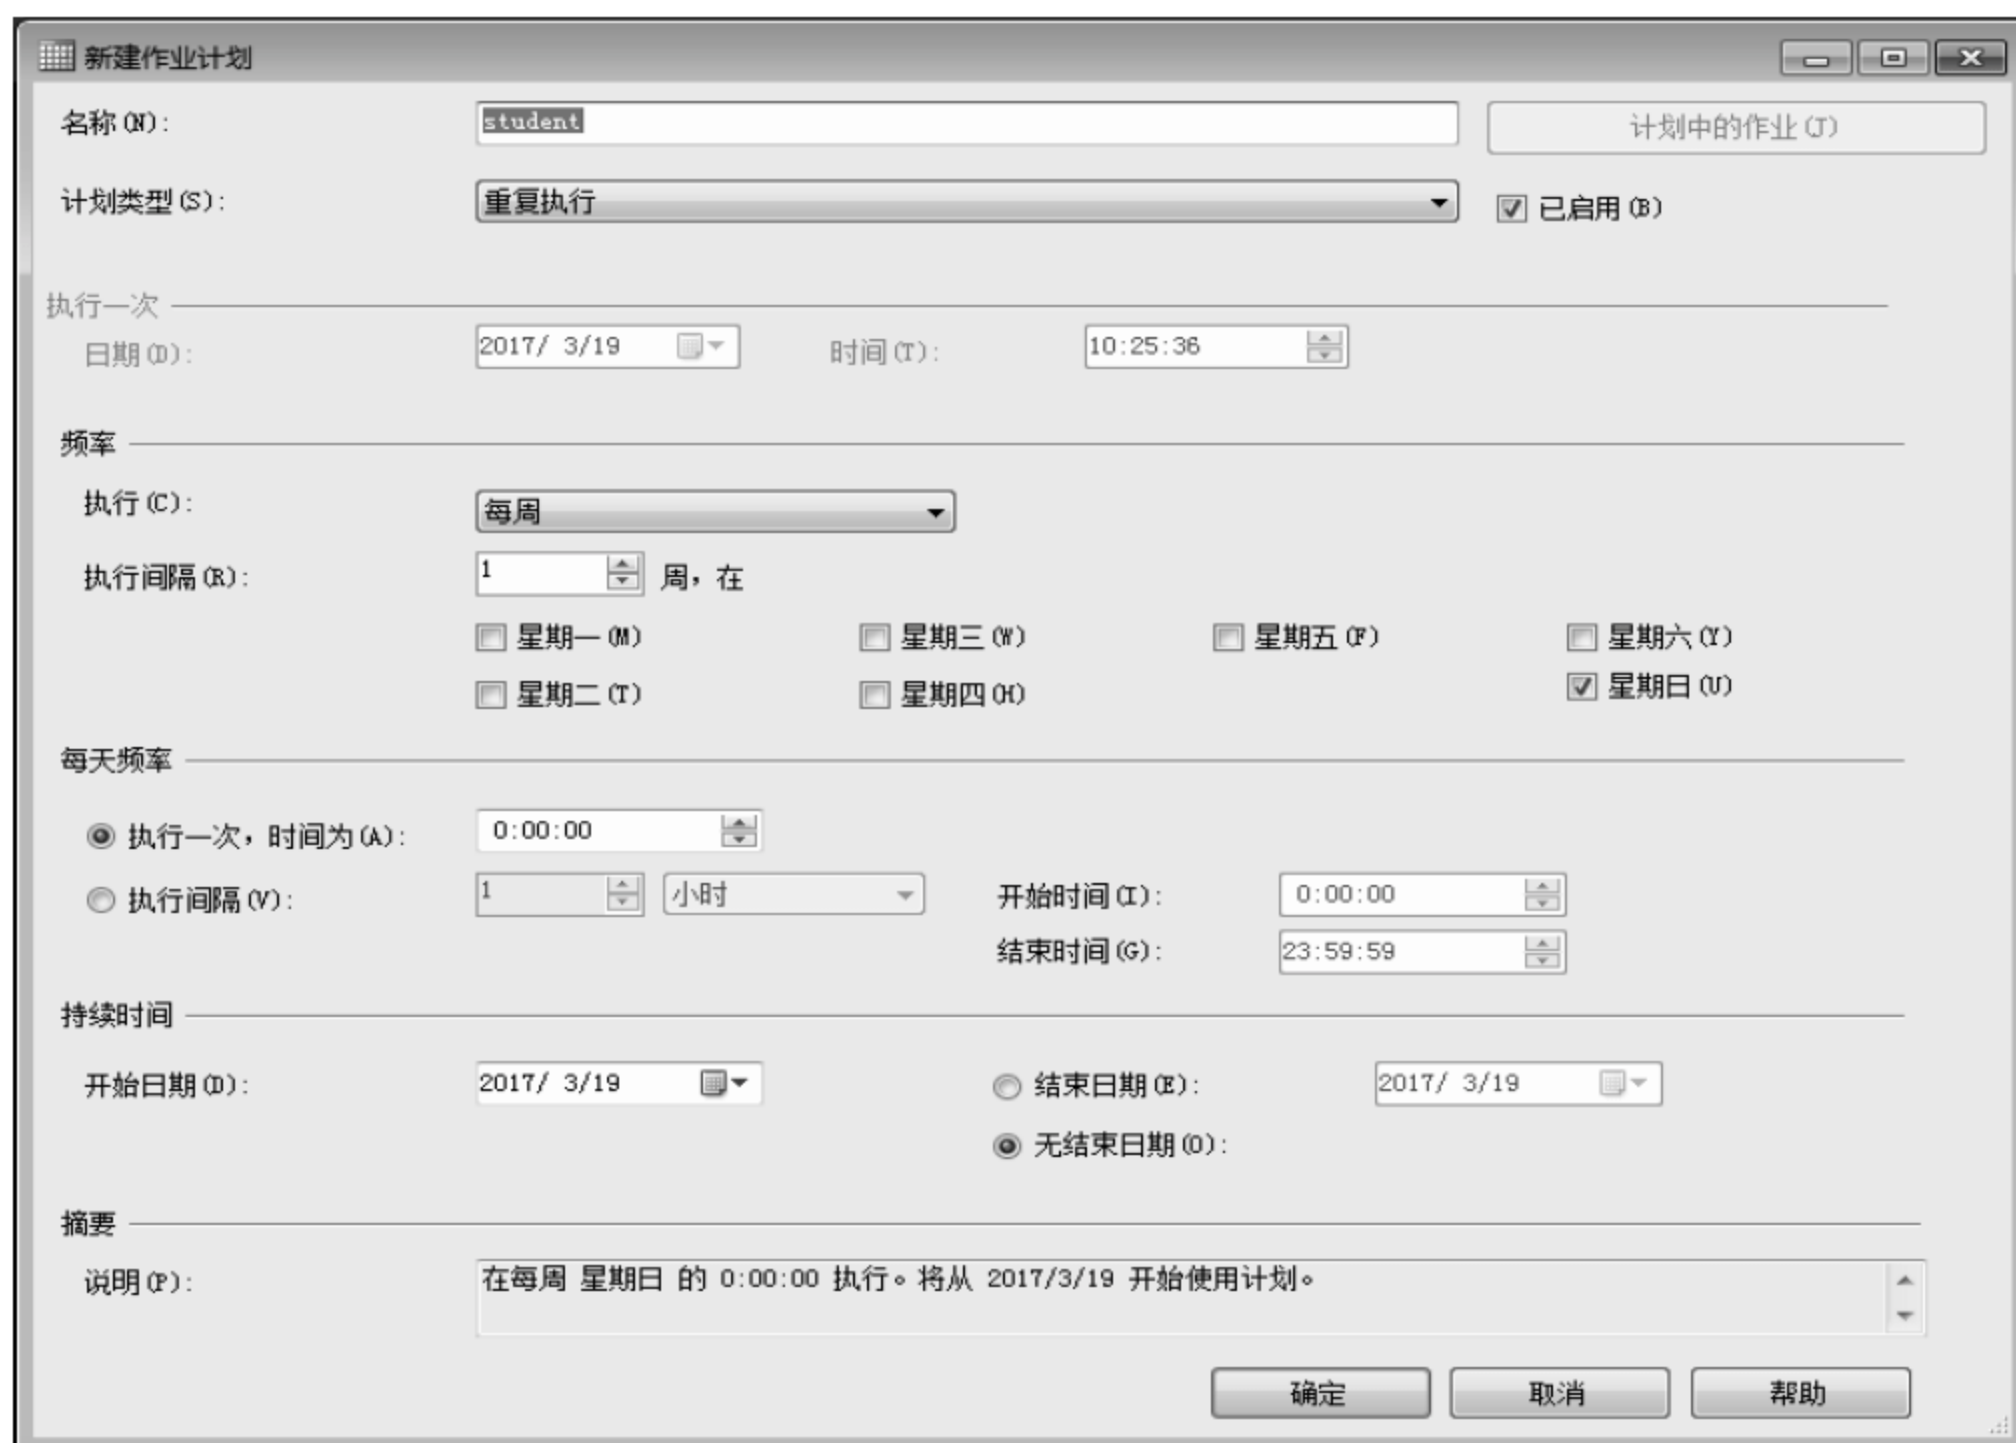 新建作业计划
名称(N): student 计划中的作业(J)
计划类型(S): 重复执行 已启用(B)
执行一次
日期(D): 2017/ 3/19 时间(T): 10:25:36
频率
执行(C): 每周
执行间隔(R): 1 周，在
星期一(M) 星期三(W) 星期五(F) 星期六(Y)
星期二(T) 星期四(H) 星期日(U)
每天频率
执行一次，时间为(A): 0:00:00
执行间隔(V): 1 小时 开始时间(I): 0:00:00
结束时间(G): 23:59:59
持续时间
开始日期(D): 2017/ 3/19 结束日期(E): 2017/ 3/19
无结束日期(O):
摘要
说明(P): 在每周 星期日 的 0:00:00 执行。将从 2017/3/19 开始使用计划。
确定 取消 帮助